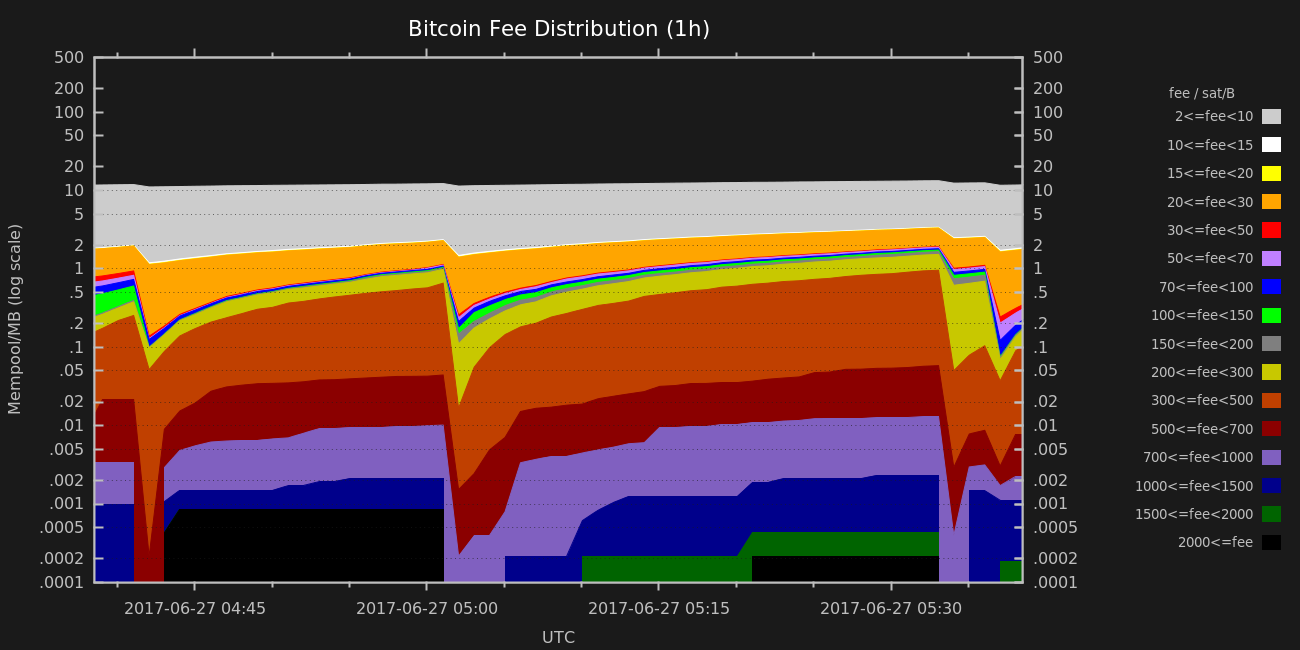 Bitcoin Fee Distribution (1h)
500
200
100
50
20
10
5
2
1
.5
.2
.1
.05
.02
.01
.005
.002
.001
.0005
.0002
.0001
Mempool/MB (log scale)
500
200
100
50
20
10
5
2
1
.5
.2
.1
.05
.02
.01
.005
.002
.001
.0005
.0002
.0001
2017-06-27 04:45
2017-06-27 05:00
2017-06-27 05:15
2017-06-27 05:30
UTC
fee / sat/B
2<=fee<10
10<=fee<15
15<=fee<20
20<=fee<30
30<=fee<50
50<=fee<70
70<=fee<100
100<=fee<150
150<=fee<200
200<=fee<300
300<=fee<500
500<=fee<700
700<=fee<1000
1000<=fee<1500
1500<=fee<2000
2000<=fee